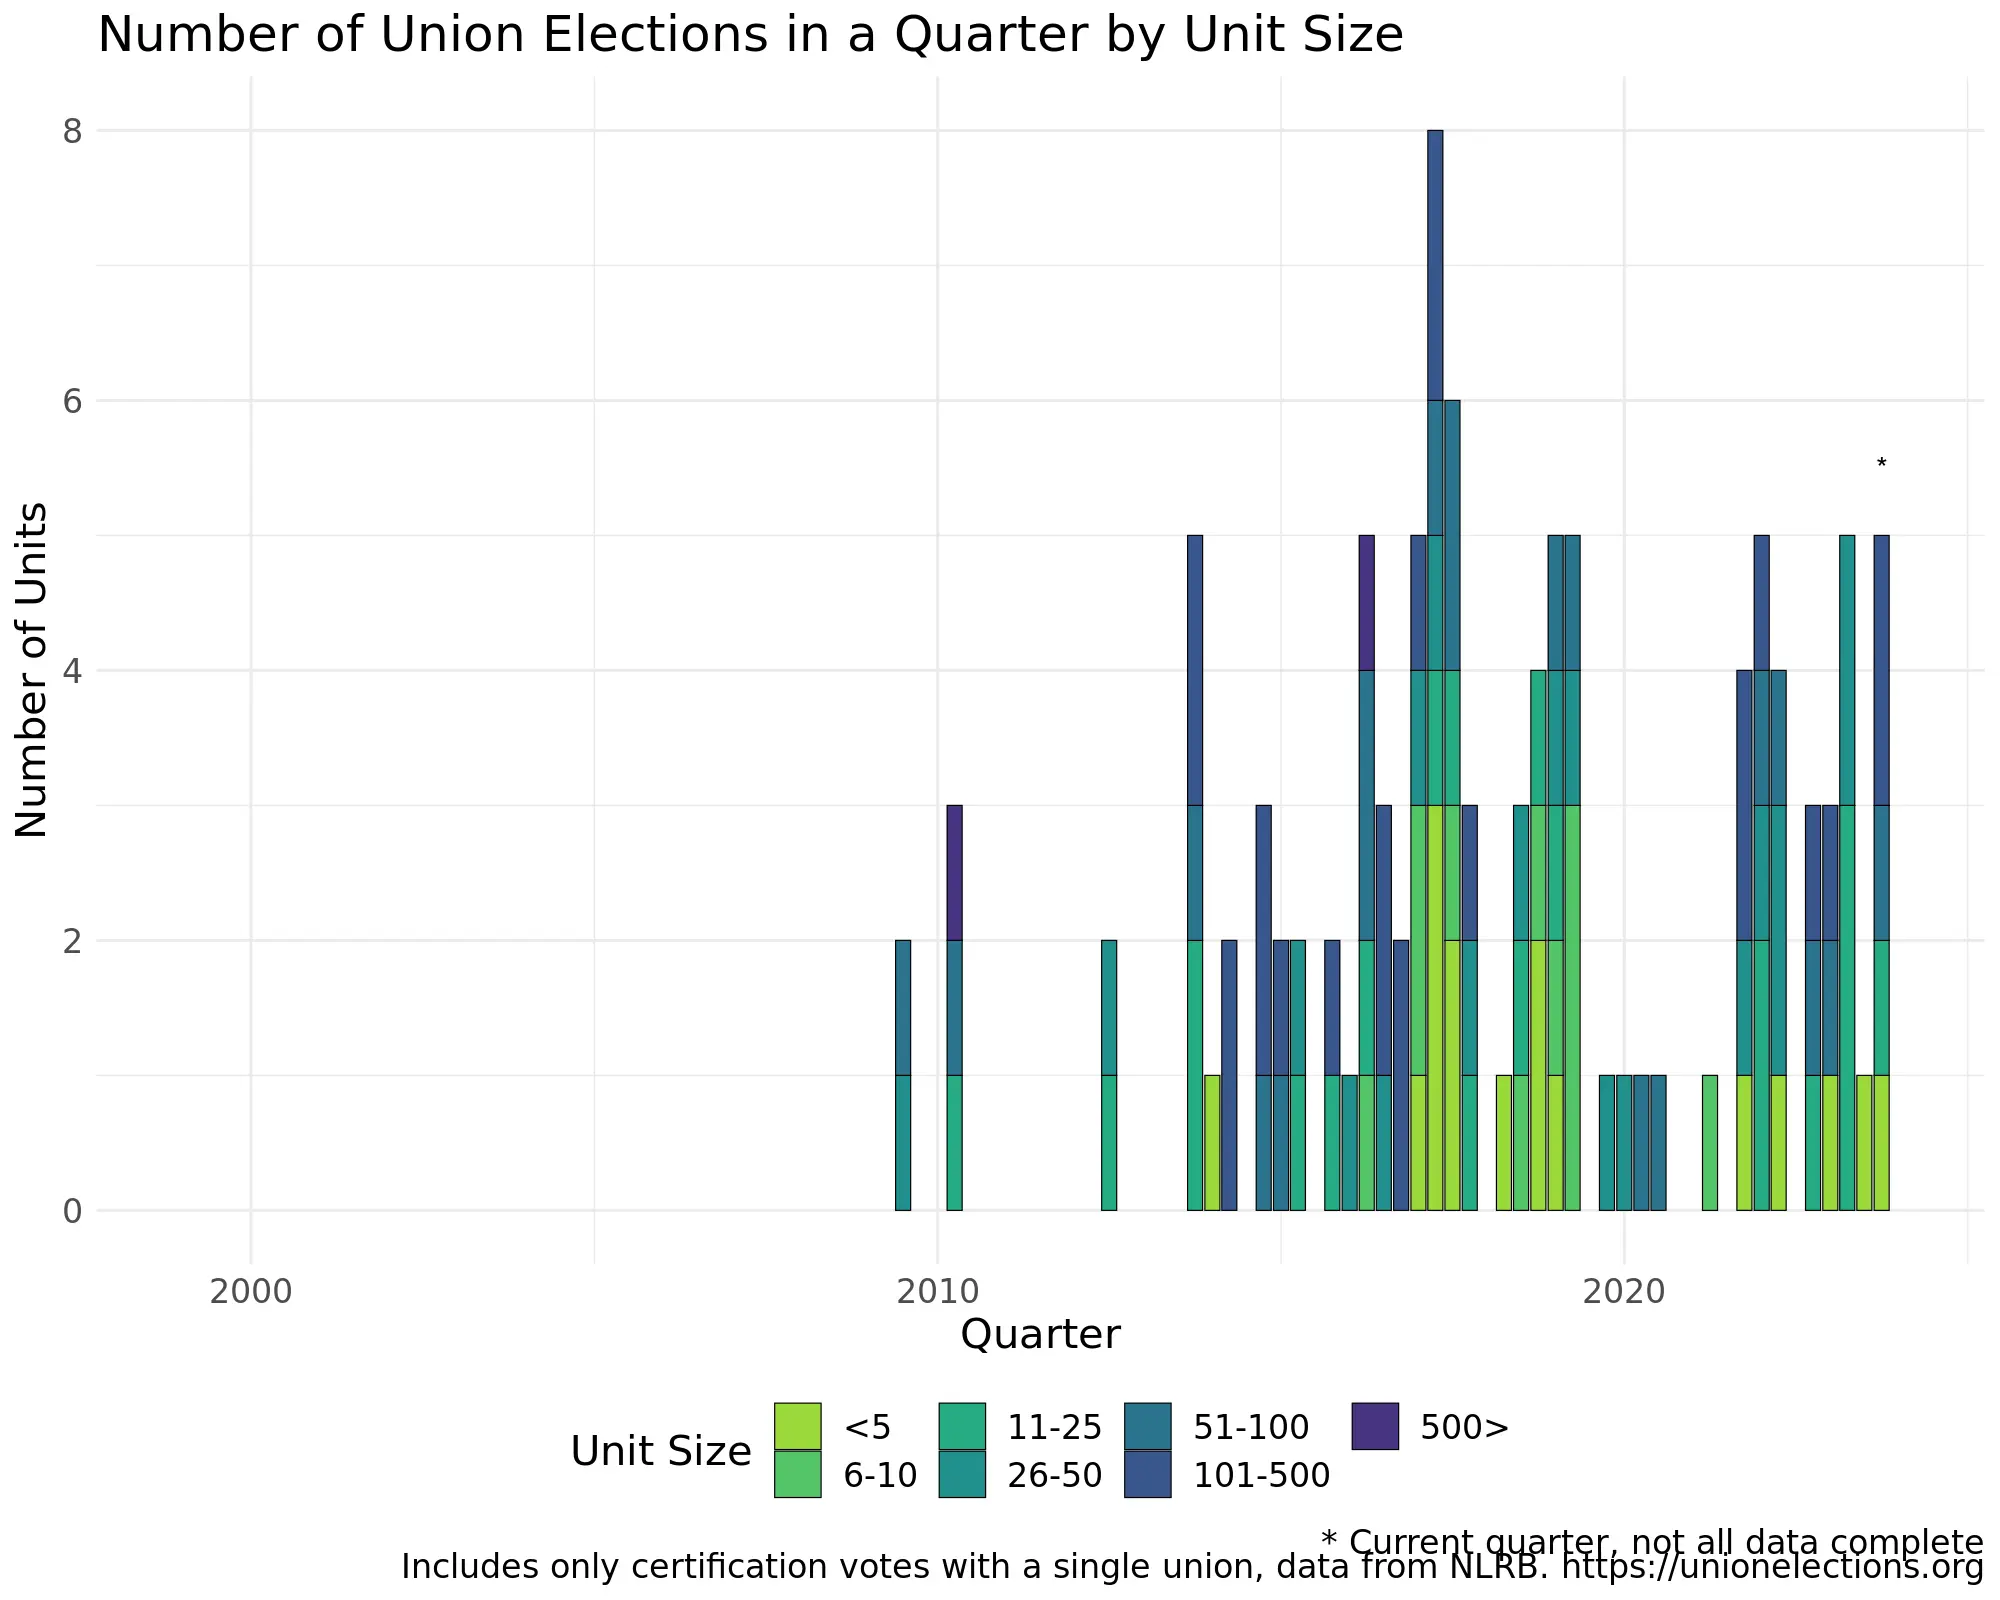 Number of Union Elections in a Quarter by Unit Size
Number of Units
8
6
4
2
0
*
2000 2010 2020
Quarter
Unit Size
<5 11-25 51-100 500>
6-10 26-50 101-500
* Current quarter, not all data complete
Includes only certification votes with a single union, data from NLRB. https://unionelections.org